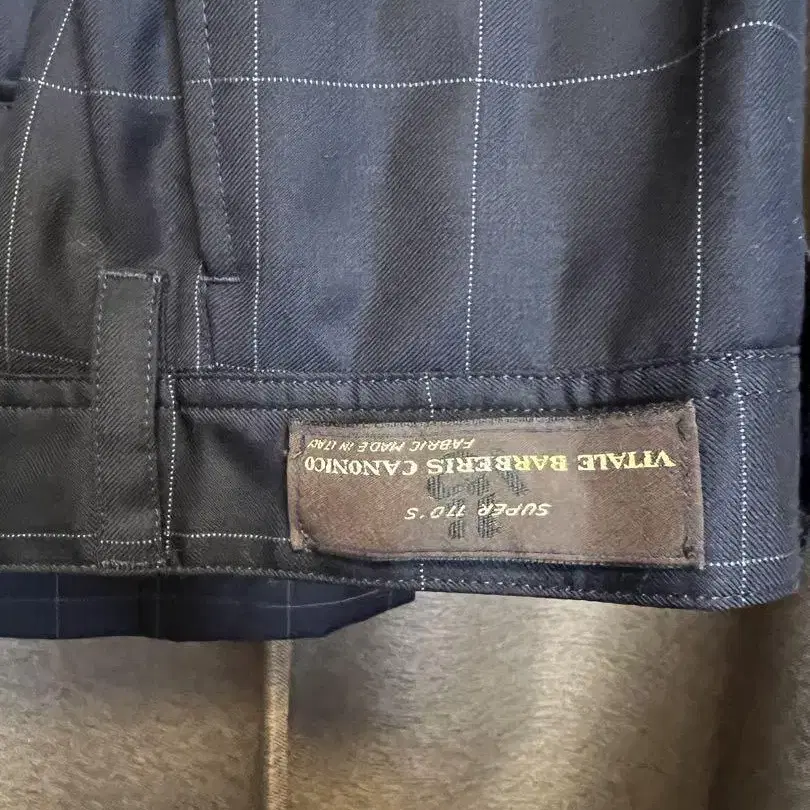 VITALE BARBERIS CANONICO
FABRIC MADE IN ITALY
SUPER 110'S